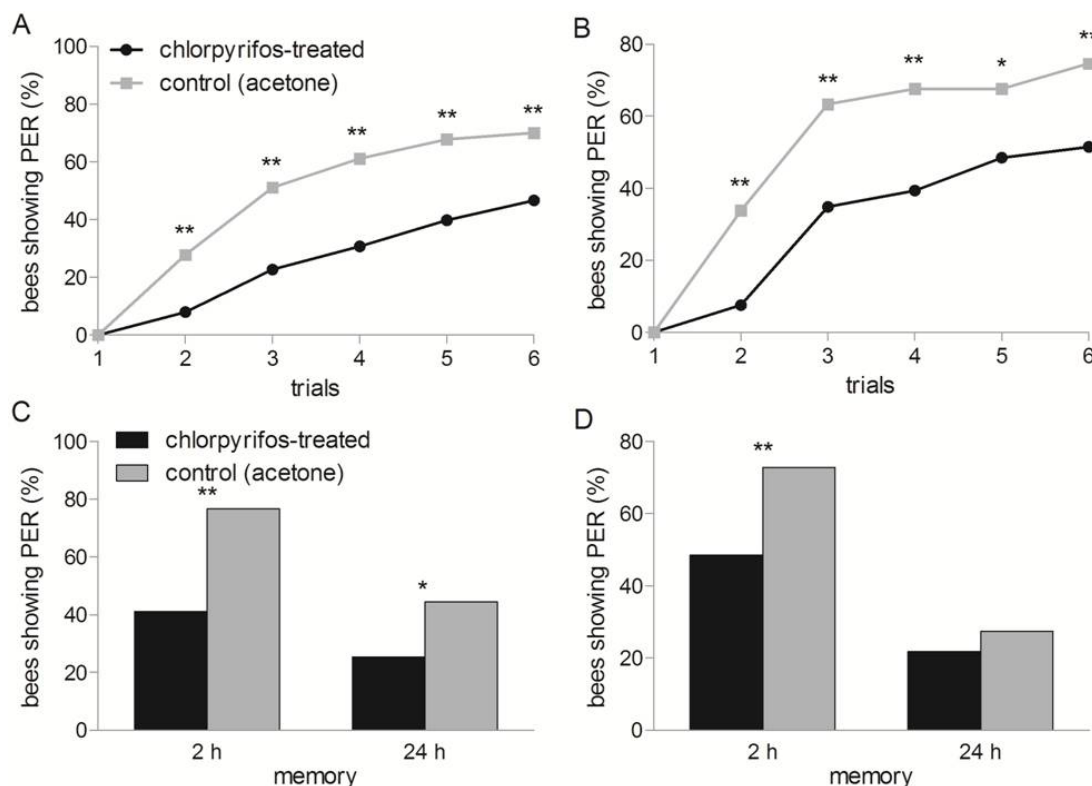 A
bees showing PER (%)
100
80
60
40
20
0
chlorpyrifos-treated
control (acetone)
**
**
**
**
**
1
2
3
4
5
6
trials
B
bees showing PER (%)
80
60
40
20
0
**
**
**
*
**
1
2
3
4
5
6
trials
C
bees showing PER (%)
100
80
60
40
20
0
chlorpyrifos-treated
control (acetone)
**
*
2 h
24 h
memory
D
bees showing PER (%)
80
60
40
20
0
**
2 h
24 h
memory